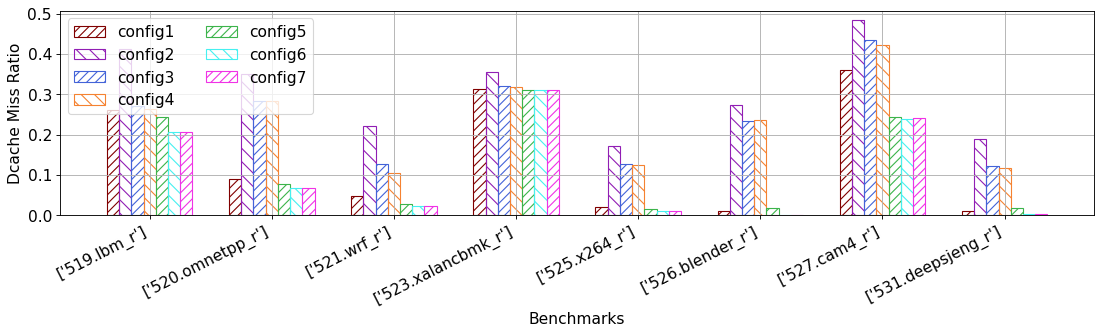 0.5
0.4
0.3
0.2
0.1
0.0
Dcache Miss Ratio
config1
config2
config3
config4
config5
config6
config7
['519.lbm_r']
['520.omnetpp_r']
['521.wrf_r']
['523.xalancbmk_r']
['525.x264_r']
['526.blender_r']
['527.cam4_r']
['531.deepsjeng_r']
Benchmarks